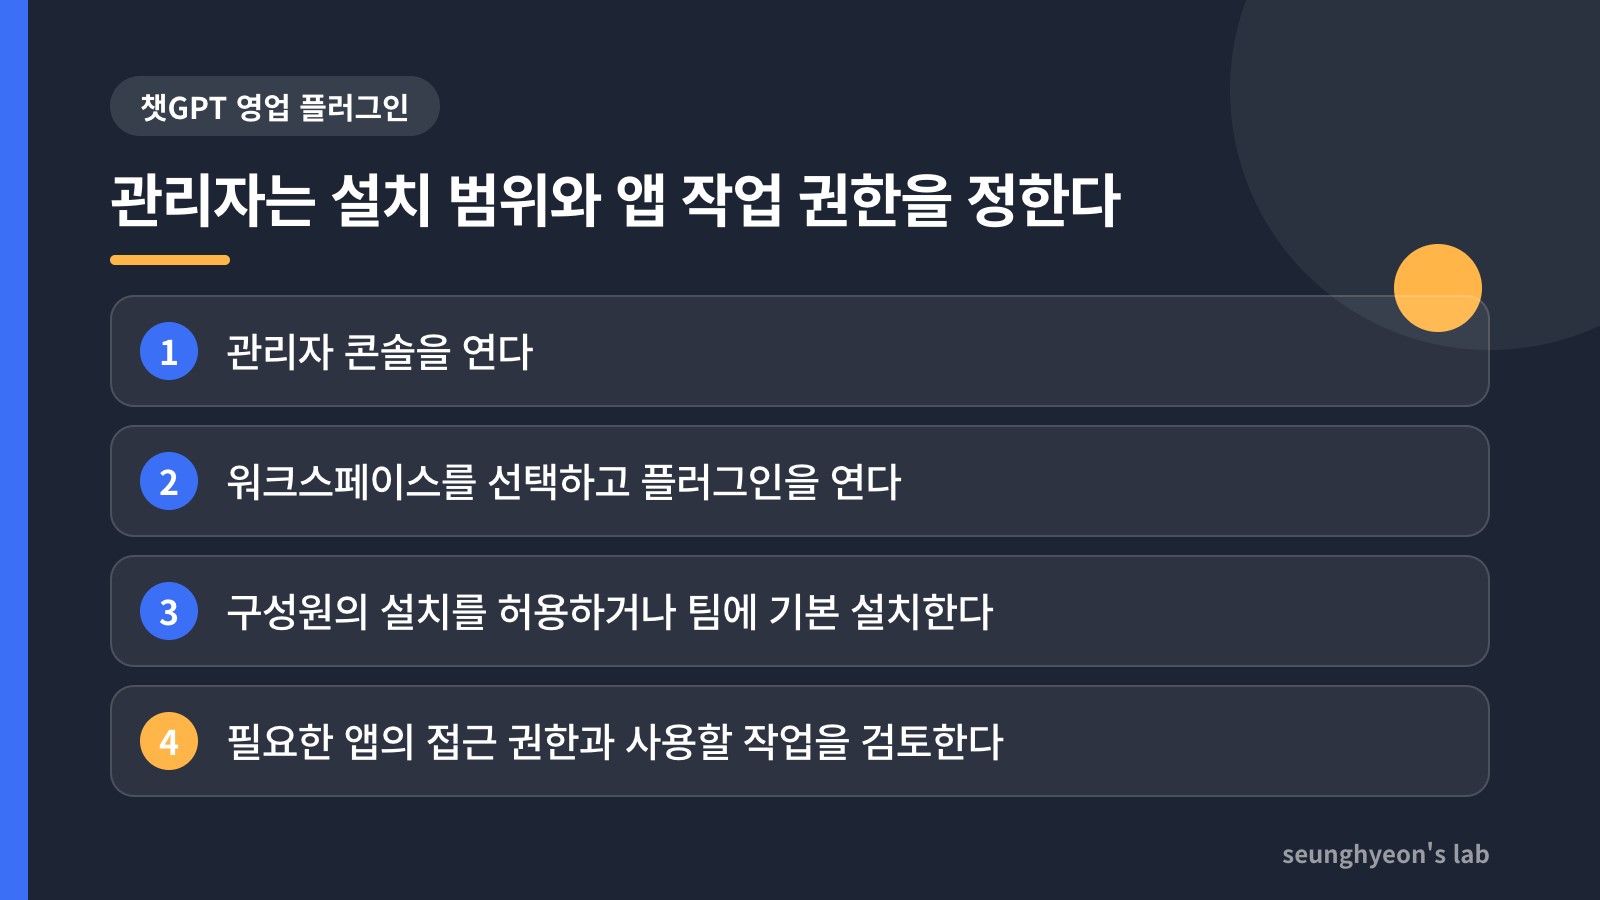 챗GPT 영업 플러그인
관리자는 설치 범위와 앱 작업 권한을 정한다
1 관리자 콘솔을 연다
2 워크스페이스를 선택하고 플러그인을 연다
3 구성원의 설치를 허용하거나 팀에 기본 설치한다
4 필요한 앱의 접근 권한과 사용할 작업을 검토한다
seunghyeon's lab